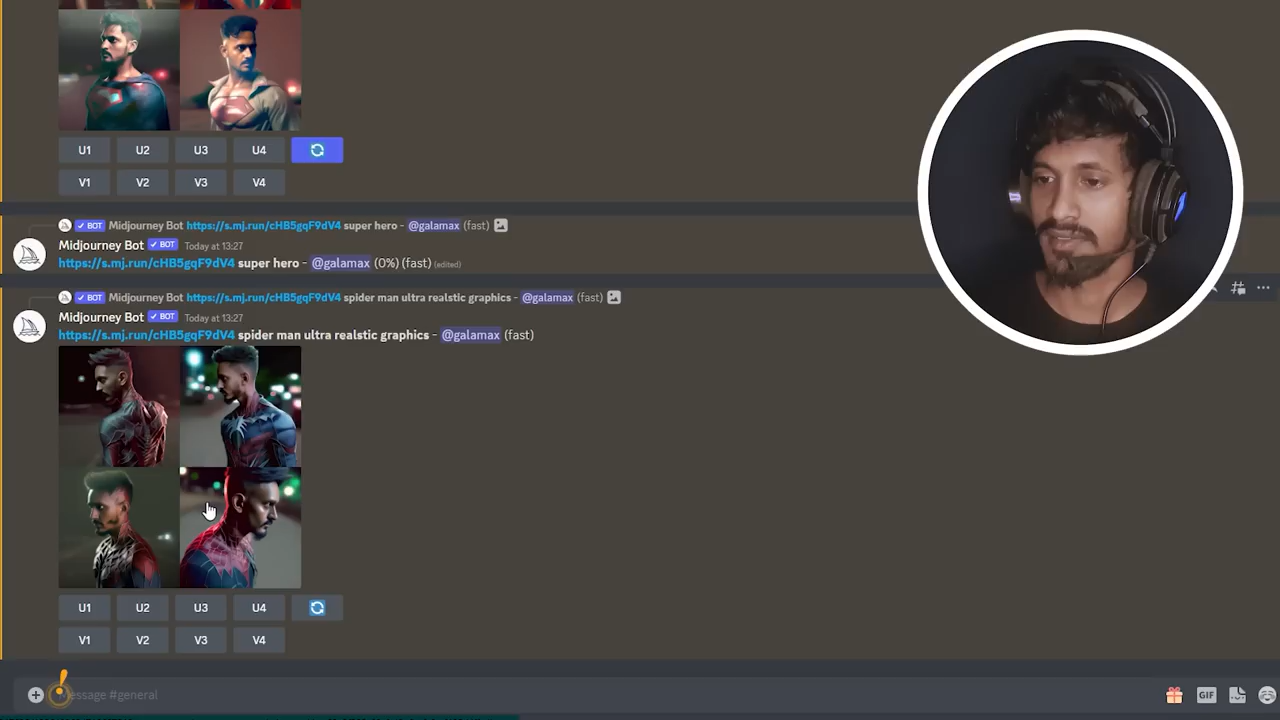 U1 U2 U3 U4
V1 V2 V3 V4
✓ BOT Midjourney Bot https://s.mj.run/cHB5gqF9dV4 super hero - @galamax (fast)
Midjourney Bot ✓ BOT Today at 13:27
https://s.mj.run/cHB5gqF9dV4 super hero - @galamax (0%) (fast) (edited)
✓ BOT Midjourney Bot https://s.mj.run/cHB5gqF9dV4 spider man ultra realstic graphics - @galamax (fast)
Midjourney Bot ✓ BOT Today at 13:27
https://s.mj.run/cHB5gqF9dV4 spider man ultra realstic graphics - @galamax (fast)
U1 U2 U3 U4
V1 V2 V3 V4
essage #general
GIF